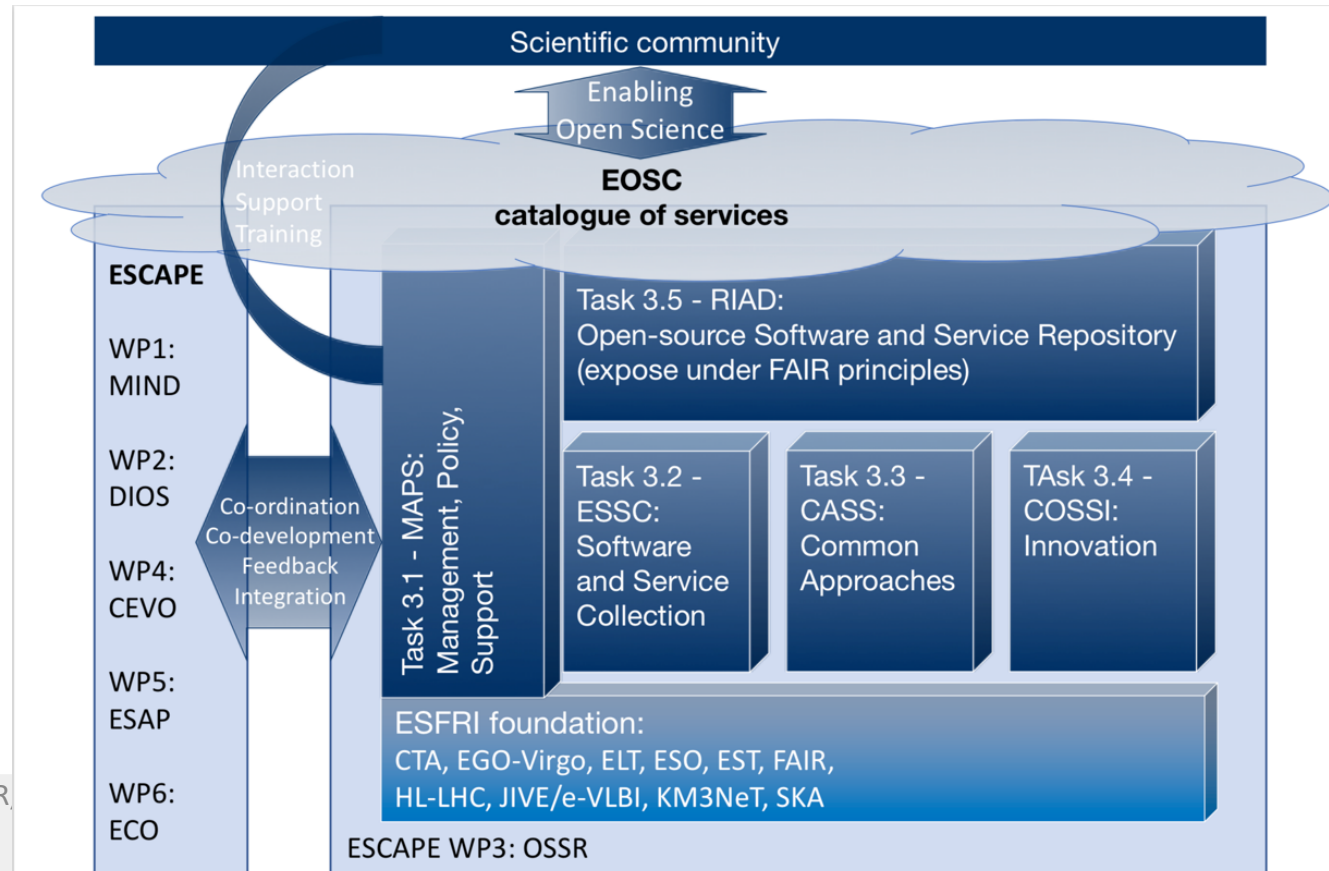 Scientific community
Enabling
Open Science
EOSC
catalogue of services
Interaction
Support
Training
ESCAPE
WP1:
MIND
WP2:
DIOS
WP4:
CEVO
WP5:
ESAP
WP6:
ECO
Co-ordination
Co-development
Feedback
Integration
Task 3.1 - MAPS:
Management, Policy,
Support
Task 3.5 - RIAD:
Open-source Software and Service Repository
(expose under FAIR principles)
Task 3.2 -
ESSC:
Software
and Service
Collection
Task 3.3 -
CASS:
Common
Approaches
TAsk 3.4 -
COSSI:
Innovation
ESFRI foundation:
CTA, EGO-Virgo, ELT, ESO, EST, FAIR,
HL-LHC, JIVE/e-VLBI, KM3NeT, SKA
ESCAPE WP3: OSSR